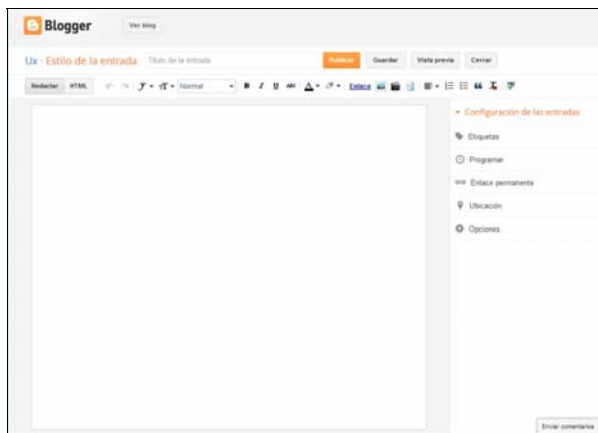 Blogger Ver blog
Ux · Estilo de la entrada Título de la entrada Publicar Guardar Vista previa Cerrar
Redactar HTML Normal B I U ABC A Enlace
Configuración de las entradas
Etiquetas
Programar
Enlace permanente
Ubicación
Opciones
Enviar comentarios